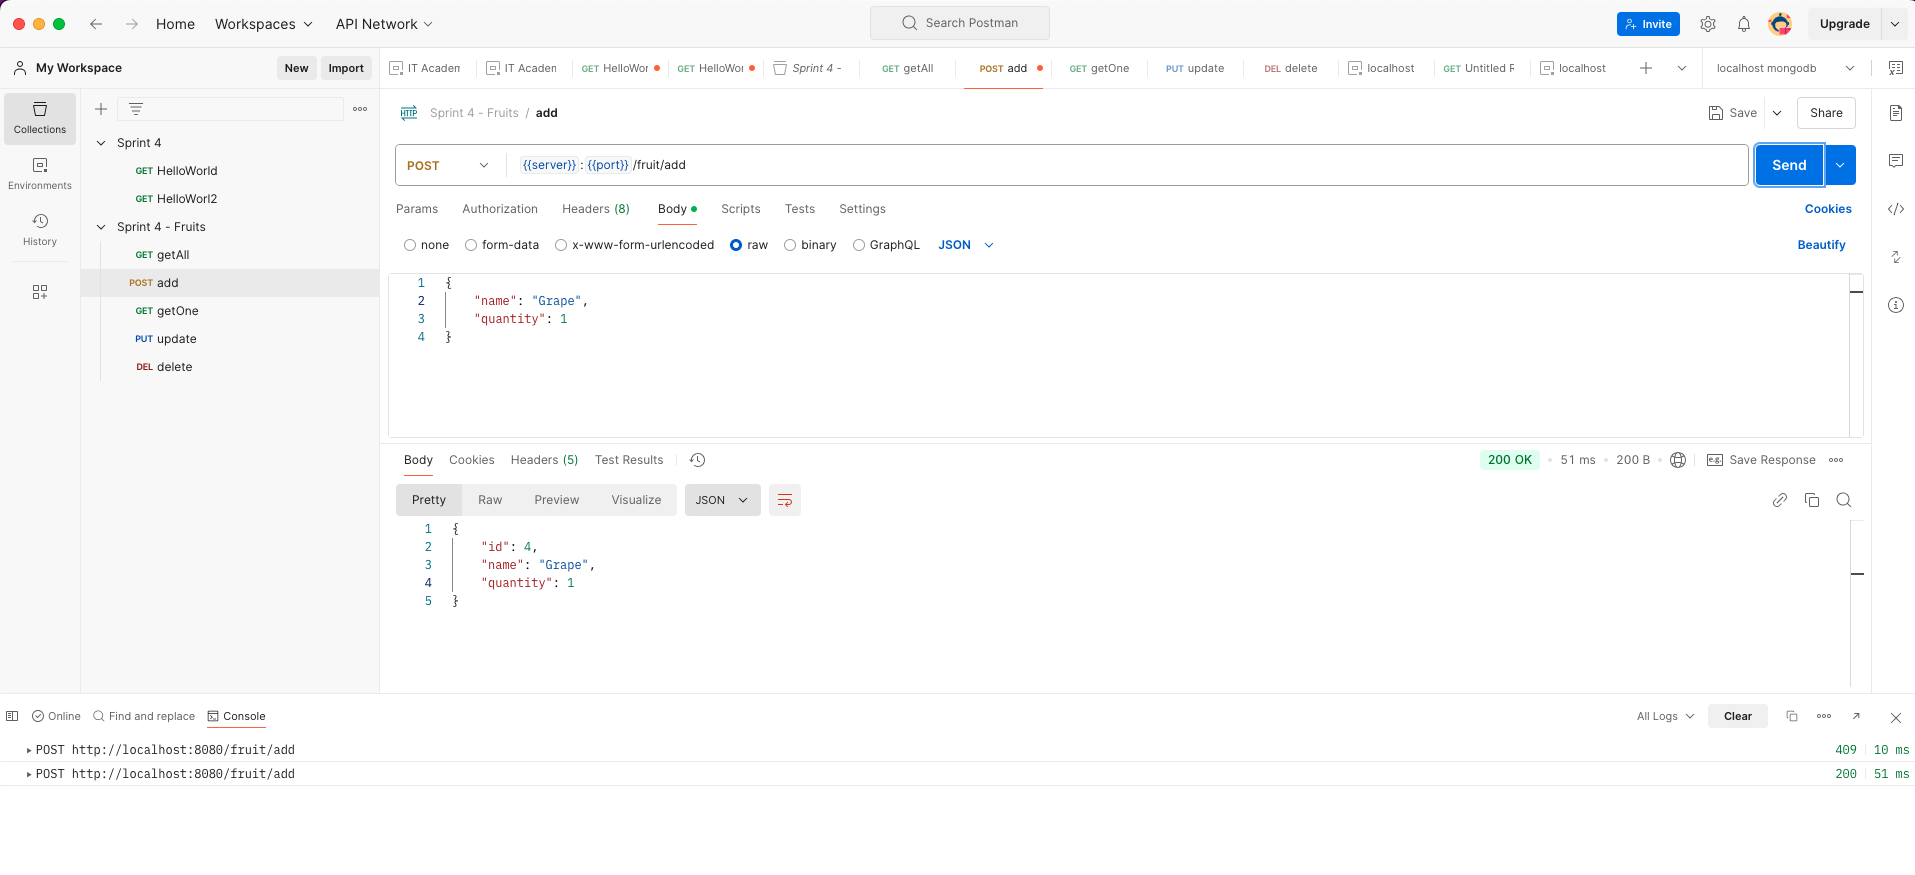 Home Workspaces API Network Search Postman Invite Upgrade
My Workspace New Import IT Academ IT Academ GET HelloWor GET HelloWor Sprint 4 - GET getAll POST add GET getOne PUT update DEL delete localhost GET Untitled R localhost localhost mongodb
Collections
Environments
History
Sprint 4
GET HelloWorld
GET HelloWorl2
Sprint 4 - Fruits
GET getAll
POST add
GET getOne
PUT update
DEL delete
HTTP Sprint 4 - Fruits / add Save Share
POST {{server}}:{{port}}/fruit/add Send
Params Authorization Headers (8) Body Scripts Tests Settings Cookies
none form-data x-www-form-urlencoded raw binary GraphQL JSON Beautify
1 {
2 "name": "Grape",
3 "quantity": 1
4 }
Body Cookies Headers (5) Test Results 200 OK 51 ms 200 B e.g. Save Response
Pretty Raw Preview Visualize JSON
1 {
2 "id": 4,
3 "name": "Grape",
4 "quantity": 1
5 }
Online Find and replace Console All Logs Clear
POST http://localhost:8080/fruit/add 409 10 ms
POST http://localhost:8080/fruit/add 200 51 ms